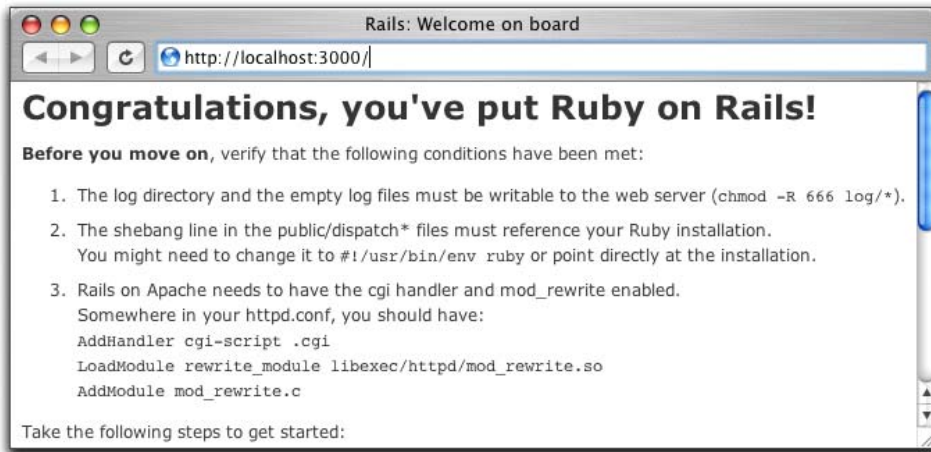 Rails: Welcome on board
http://localhost:3000/
Congratulations, you've put Ruby on Rails!
Before you move on, verify that the following conditions have been met:
1. The log directory and the empty log files must be writable to the web server (chmod -R 666 log/*).
2. The shebang line in the public/dispatch* files must reference your Ruby installation.
You might need to change it to #!/usr/bin/env ruby or point directly at the installation.
3. Rails on Apache needs to have the cgi handler and mod_rewrite enabled.
Somewhere in your httpd.conf, you should have:
AddHandler cgi-script .cgi
LoadModule rewrite_module libexec/httpd/mod_rewrite.so
AddModule mod_rewrite.c
Take the following steps to get started: